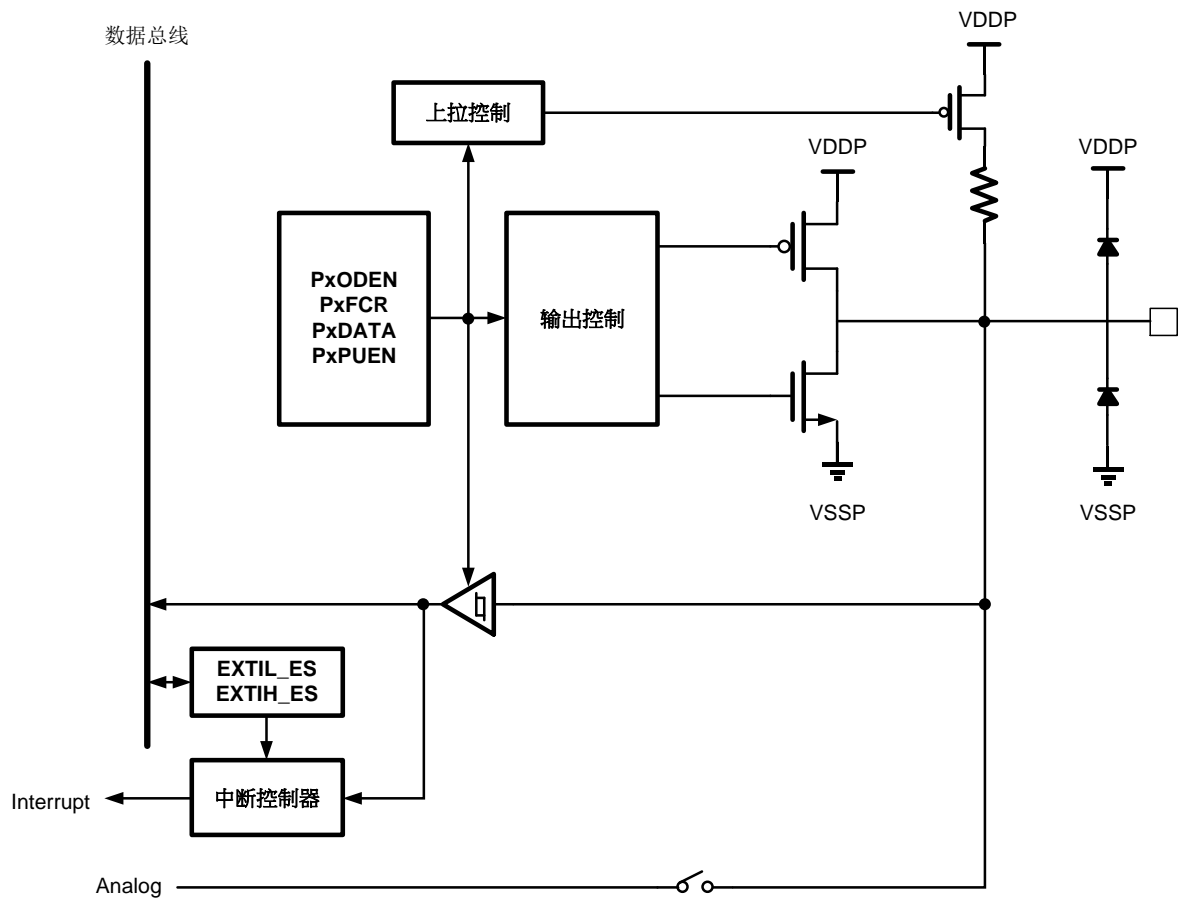 数据总线
VDDP
上拉控制
VDDP
VDDP
PxODEN
PxFCR
PxDATA
PxPUEN
输出控制
VSSP
VSSP
EXTIL_ES
EXTIH_ES
中断控制器
Interrupt
Analog